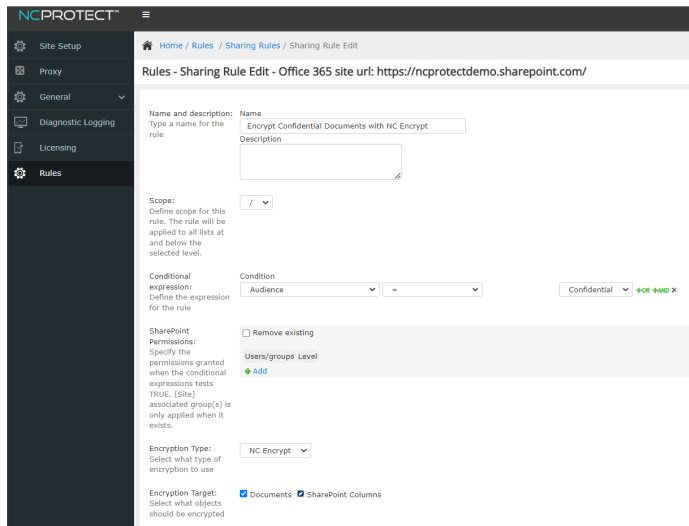 NCPROTECT™
Site Setup
Proxy
General
Diagnostic Logging
Licensing
Rules
Home / Rules / Sharing Rules / Sharing Rule Edit
Rules - Sharing Rule Edit - Office 365 site url: https://ncprotectdemo.sharepoint.com/
Name and description:
Type a name for the
rule
Name
Encrypt Confidential Documents with NC Encrypt
Description
Scope:
Define scope for this
rule. The rule will be
applied to all lists at
and below the
selected level.
/
Conditional
expression:
Define the expression
for the rule
Condition
Audience
=
Confidential
+OR +AND ×
SharePoint
Permissions:
Specify the
permissions granted
when the conditional
expressions tests
TRUE. [Site]
associated group(s) is
only applied when it
exists.
Remove existing
Users/groups Level
Add
Encryption Type:
Select what type of
encryption to use
NC Encrypt
Encryption Target:
Select what objects
should be encrypted
Documents
SharePoint Columns